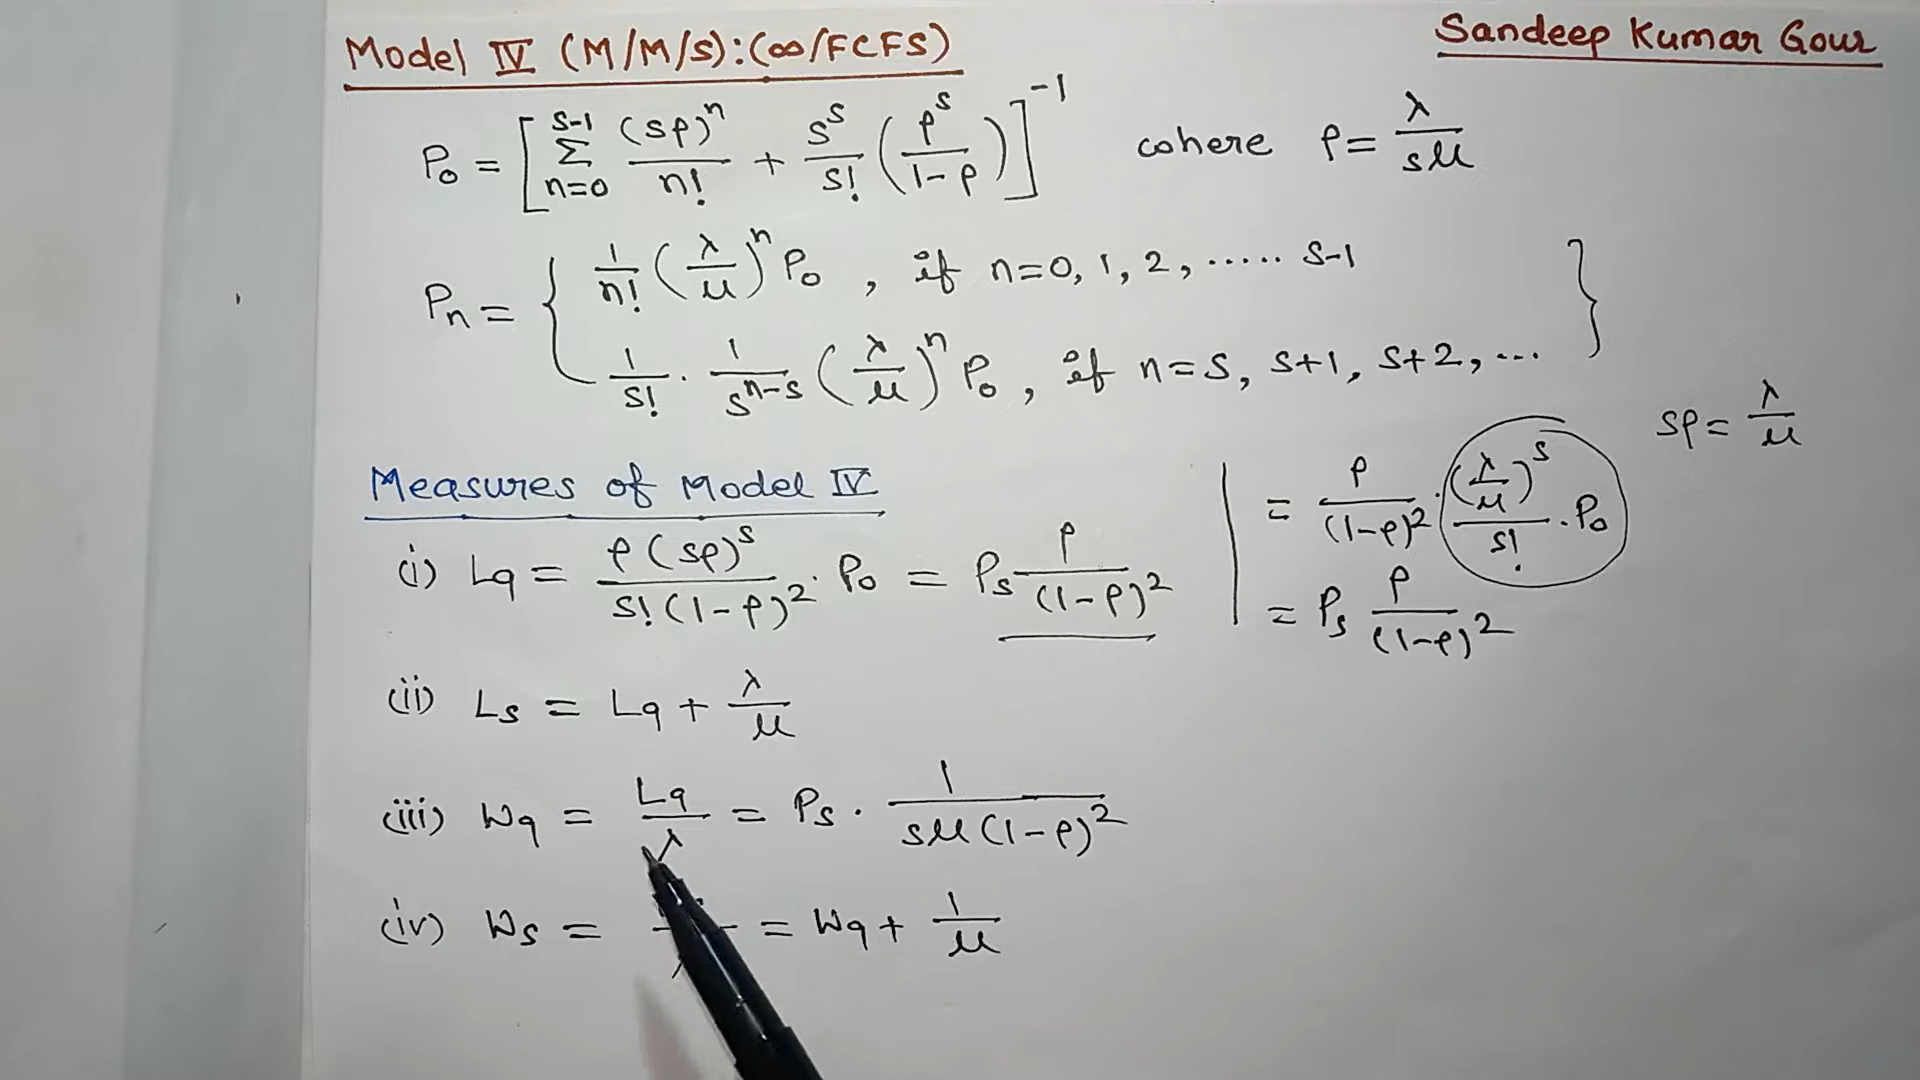 Model IV (M/M/S):(∞/FCFS)
Sandeep Kumar Gour
P₀ = [ Σ_{n=0}^{s-1} (sρ)^n / n! + s^s / s! ( ρ^s / 1-ρ ) ]^{-1} where ρ = λ / sμ
Pn = { 1/n! (λ/μ)^n P₀ , if n=0, 1, 2, ..... s-1
1/s! · 1/s^{n-s} (λ/μ)^n P₀ , if n=s, s+1, s+2, ... }
sρ = λ/μ
Measures of Model IV
(i) Lq = ρ(sρ)^s / s!(1-ρ)² · P₀ = Ps ρ / (1-ρ)²
= ρ / (1-ρ)² · (λ/μ)^s / s! · P₀
= Ps ρ / (1-ρ)²
(ii) Ls = Lq + λ/μ
(iii) Wq = Lq / λ = Ps · 1 / sμ(1-ρ)²
(iv) Ws = = Wq + 1/μ